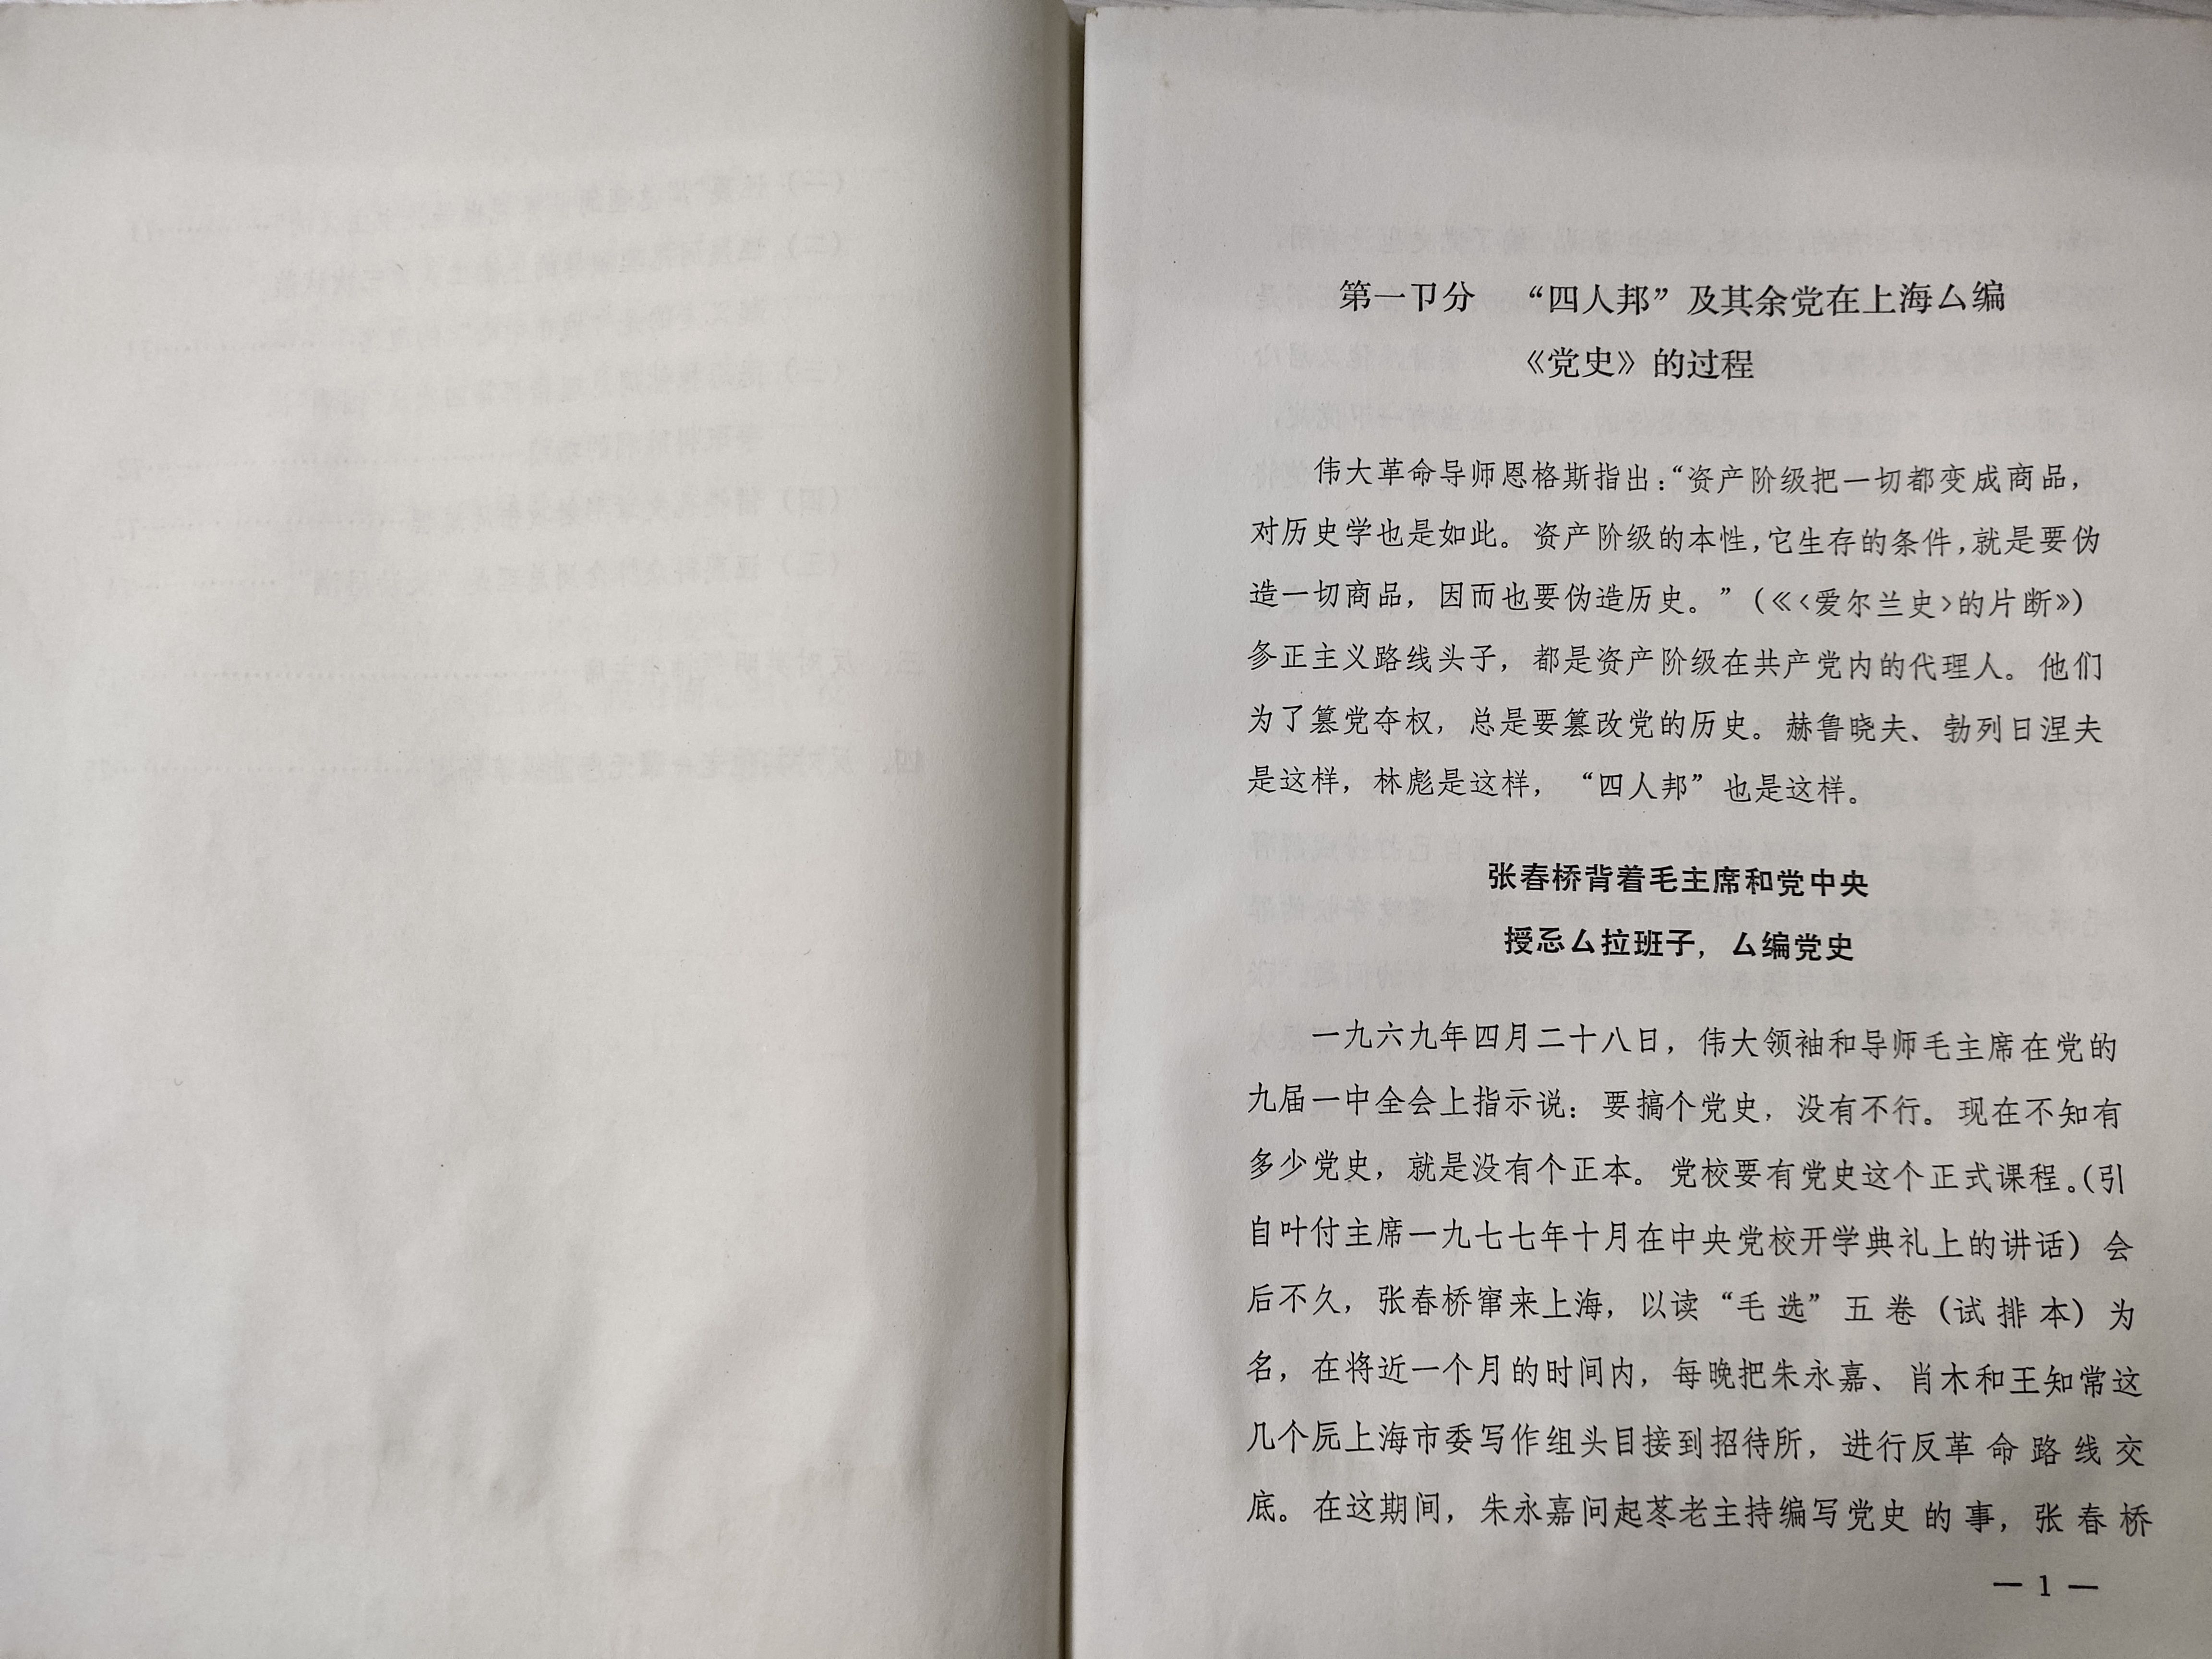 第一卩分　“四人邦”及其余党在上海厶编
《党史》的过程
伟大革命导师恩格斯指出：“资产阶级把一切都变成商品，
对历史学也是如此。资产阶级的本性，它生存的条件，就是要伪
造一切商品，因而也要伪造历史。”（《〈爱尔兰史〉的片断》）
正主义路线头子，都是资产阶级在共产党内的代理人。他们
为了篡党夺权，总是要篡改党的历史。赫鲁晓夫、勃列日涅夫
是这样，林彪是这样，“四人邦”也是这样。
张春桥背着毛主席和党中央
授厶拉班子，厶编党史
一九六九年四月二十八日，伟大领袖和导师毛主席在党的
九届一中全会上指示说：要搞个党史，没有不行。现在不知有
多少党史，就是没有个正本。党校要有党史这个正式课程。（引
自叶付主席一九七七年十月在中央党校开学典礼上的讲话）会
后不久，张春桥窜来上海，以读“毛选”五卷（试排本）为
名，在将近一个月的时间内，每晚把朱永嘉、肖木和王知常这
几个上海市委写作组头目接到招待所，进行反革命路线交
底。在这期间，朱永嘉问起老主持编写党史的事，张春桥
— 1 —